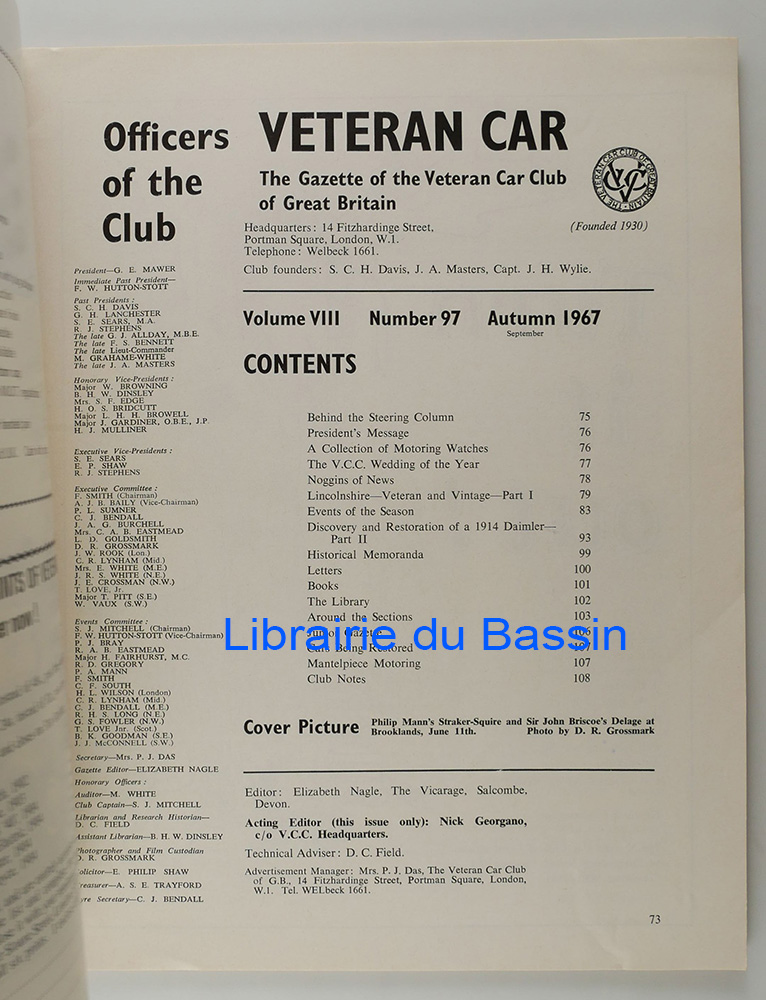 Officers
of the
Club
President—G. E. MAWER
Immediate Past President—
F. W. HUTTON-STOTT
Past Presidents :
S. C. H. DAVIS
G. H. LANCHESTER
S. E. SEARS, M.A.
R. J. STEPHENS
The late G. J. ALLDAY, M.B.E.
The late F. S. BENNETT
The late Lieut-Commander
M. GRAHAME-WHITE
The late J. A. MASTERS
Honorary Vice-Presidents :
Major W. BROWNING
B. H. W. DINSLEY
Mrs. S. F. EDGE
H. O. S. BRIDCUTT
Major L. H. H. BROWELL
Major J. GARDINER, O.B.E., J.P.
H. J. MULLINER
Executive Vice-Presidents :
S. E. SEARS
E. P. SHAW
R. J. STEPHENS
Executive Committee :
F. SMITH (Chairman)
A. J. B. BAILY (Vice-Chairman)
P. L. SUMNER
C. J. BENDALL
J. A. G. BURCHELL
Mrs. C. A. B. EASTMEAD
L. D. GOLDSMITH
D. R. GROSSMARK
J. W. ROOK (Lon.)
C. R. LYNHAM (Mid.)
Mrs. E. WHITE (M.E.)
J. R. S. WHITE (N.E.)
J. E. CROSSMAN (N.W.)
T. LOVE, Jr.
Major T. PITT (S.E.)
W. VAUX (S.W.)
Events Committee :
S. J. MITCHELL (Chairman)
F. W. HUTTON-STOTT (Vice-Chairman)
P. J. BRAY
R. A. B. EASTMEAD
Major H. FAIRHURST, M.C.
R. D. GREGORY
P. A. MANN
F. SMITH
C. F. SOUTH
H. L. WILSON (London)
C. R. LYNHAM (Mid.)
C. J. BENDALL (M.E.)
R. H. S. LONG (N.E.)
G. S. FOWLER (N.W.)
T. LOVE Jnr. (Scot.)
B. K. GOODMAN (S.E.)
J. J. McCONNELL (S.W.)
Secretary—Mrs. P. J. DAS
Gazette Editor—ELIZABETH NAGLE
Honorary Officers :
Auditor—M. WHITE
Club Captain—S. J. MITCHELL
Librarian and Research Historian—
D. C. FIELD
Assistant Librarian—B. H. W. DINSLEY
Photographer and Film Custodian
D. R. GROSSMARK
Solicitor—E. PHILIP SHAW
Treasurer—A. S. E. TRAYFORD
Secretary—C. J. BENDALL
VETERAN CAR
The Gazette of the Veteran Car Club
of Great Britain
THE VETERAN CAR CLUB OF GREAT BRITAIN
VCC
Headquarters : 14 Fitzhardinge Street,
Portman Square, London, W.1.
Telephone : Welbeck 1661.
(Founded 1930)
Club founders : S. C. H. Davis, J. A. Masters, Capt. J. H. Wylie.
Volume VIII Number 97 Autumn 1967
September
CONTENTS
Behind the Steering Column 75
President's Message 76
A Collection of Motoring Watches 76
The V.C.C. Wedding of the Year 77
Noggins of News 78
Lincolnshire—Veteran and Vintage—Part I 79
Events of the Season 83
Discovery and Restoration of a 1914 Daimler—
Part II 93
Historical Memoranda 99
Letters 100
Books 101
The Library 102
Around the Sections 103
Junior Gazette 106
Cars Being Restored 107
Mantelpiece Motoring 107
Club Notes 108
Librairie du Bassin
Cover Picture
Philip Mann's Straker-Squire and Sir John Briscoe's Delage at
Brooklands, June 11th. Photo by D. R. Grossmark
Editor : Elizabeth Nagle, The Vicarage, Salcombe,
Devon.
Acting Editor (this issue only): Nick Georgano,
c/o V.C.C. Headquarters.
Technical Adviser : D. C. Field.
Advertisement Manager : Mrs. P. J. Das, The Veteran Car Club
of G.B., 14 Fitzhardinge Street, Portman Square, London,
W.1. Tel. WELbeck 1661.
73